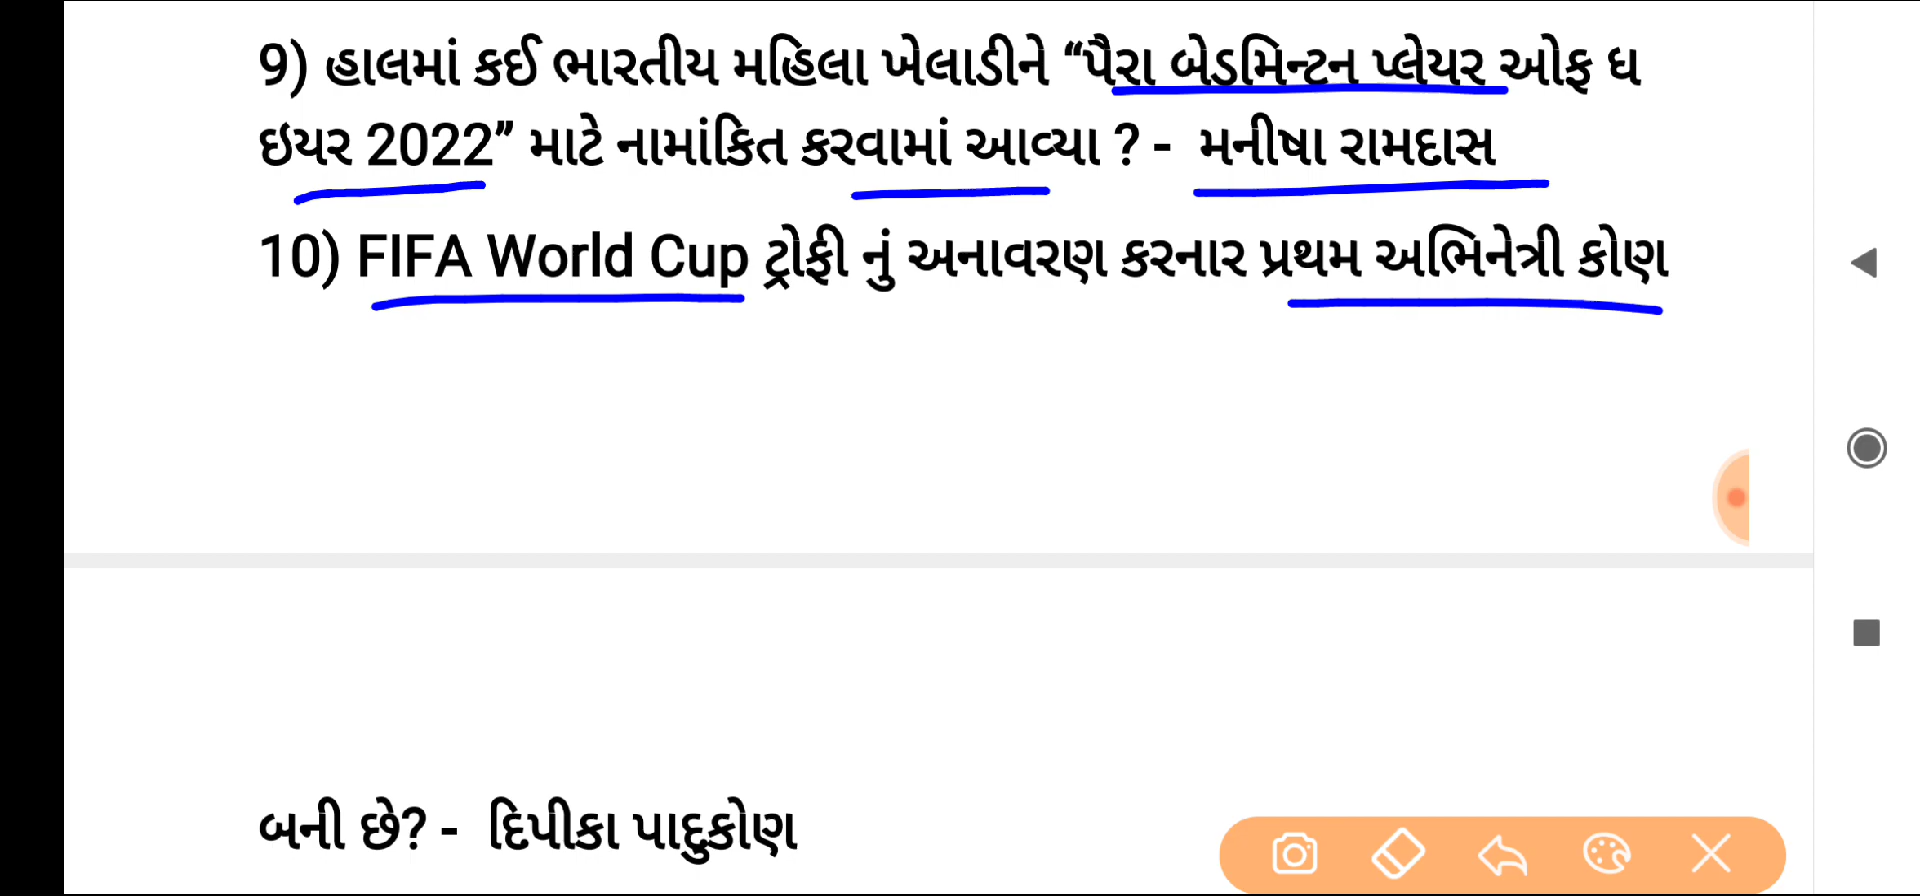 9) હાલમાં કઈ ભારતીય મહિલા ખેલાડીને “પૈરા બેડમિન્ટન પ્લેયર ઓફ ધ
ઇયર 2022” માટે નામાંકિત કરવામાં આવ્યા ? - મનીષા રામદાસ
10) FIFA World Cup ટ્રોફી નું અનાવરણ કરનાર પ્રથમ અભિનેત્રી કોણ
બની છે? - દિપીકા પાદુકોણ